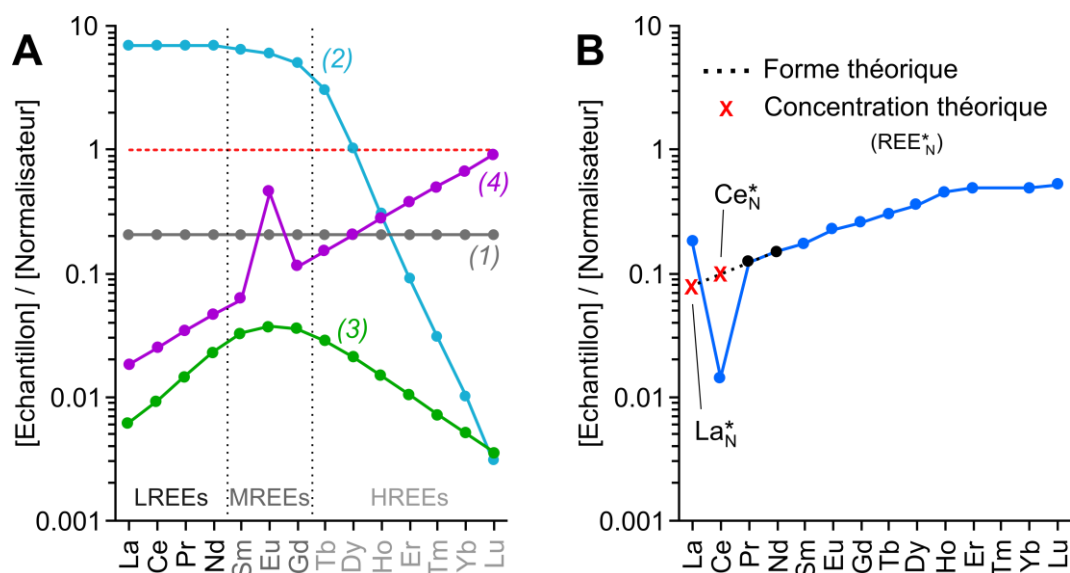 A
[Echantillon] / [Normalisateur]
10
1
0.1
0.01
0.001
(2)
(4)
(1)
(3)
LREEs
MREEs
HREEs
La Ce Pr Nd Sm Eu Gd Tb Dy Ho Er Tm Yb Lu
B
[Echantillon] / [Normalisateur]
10
1
0.1
0.01
0.001
Forme théorique
x Concentration théorique
(REE*N)
Ce*N
La*N
La Ce Pr Nd Sm Eu Gd Tb Dy Ho Er Tm Yb Lu